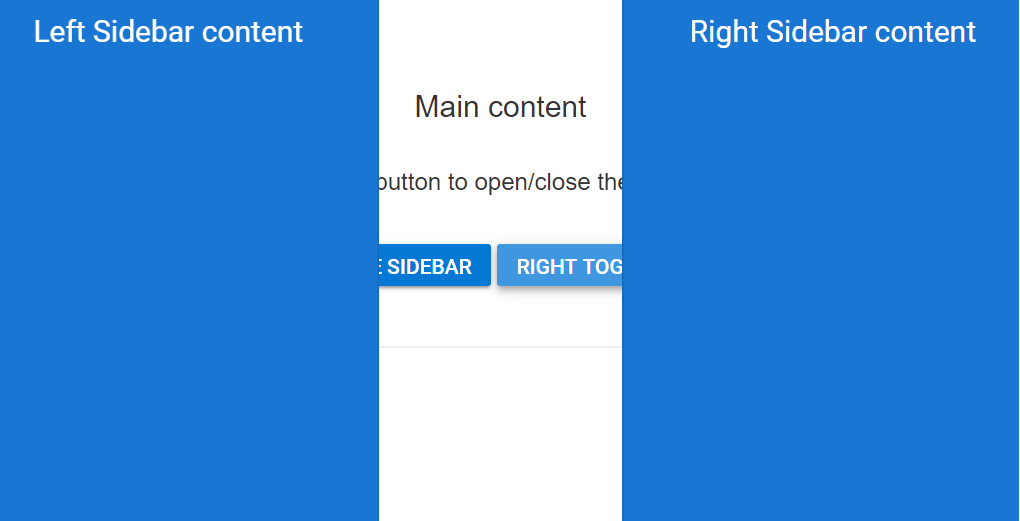 Left Sidebar content
Right Sidebar content
Main content
button to open/close the
E SIDEBAR
RIGHT TOG